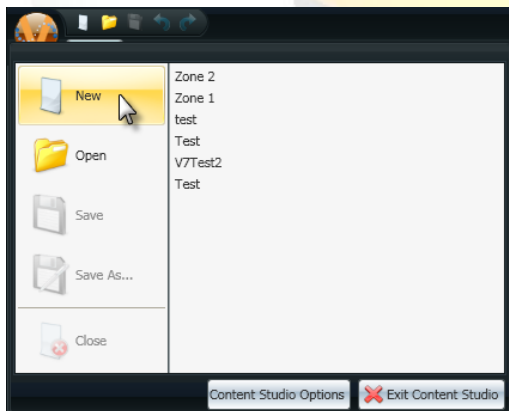 New
Open
Save
Save As...
Close
Zone 2
Zone 1
test
Test
V7Test2
Test
Content Studio Options
Exit Content Studio